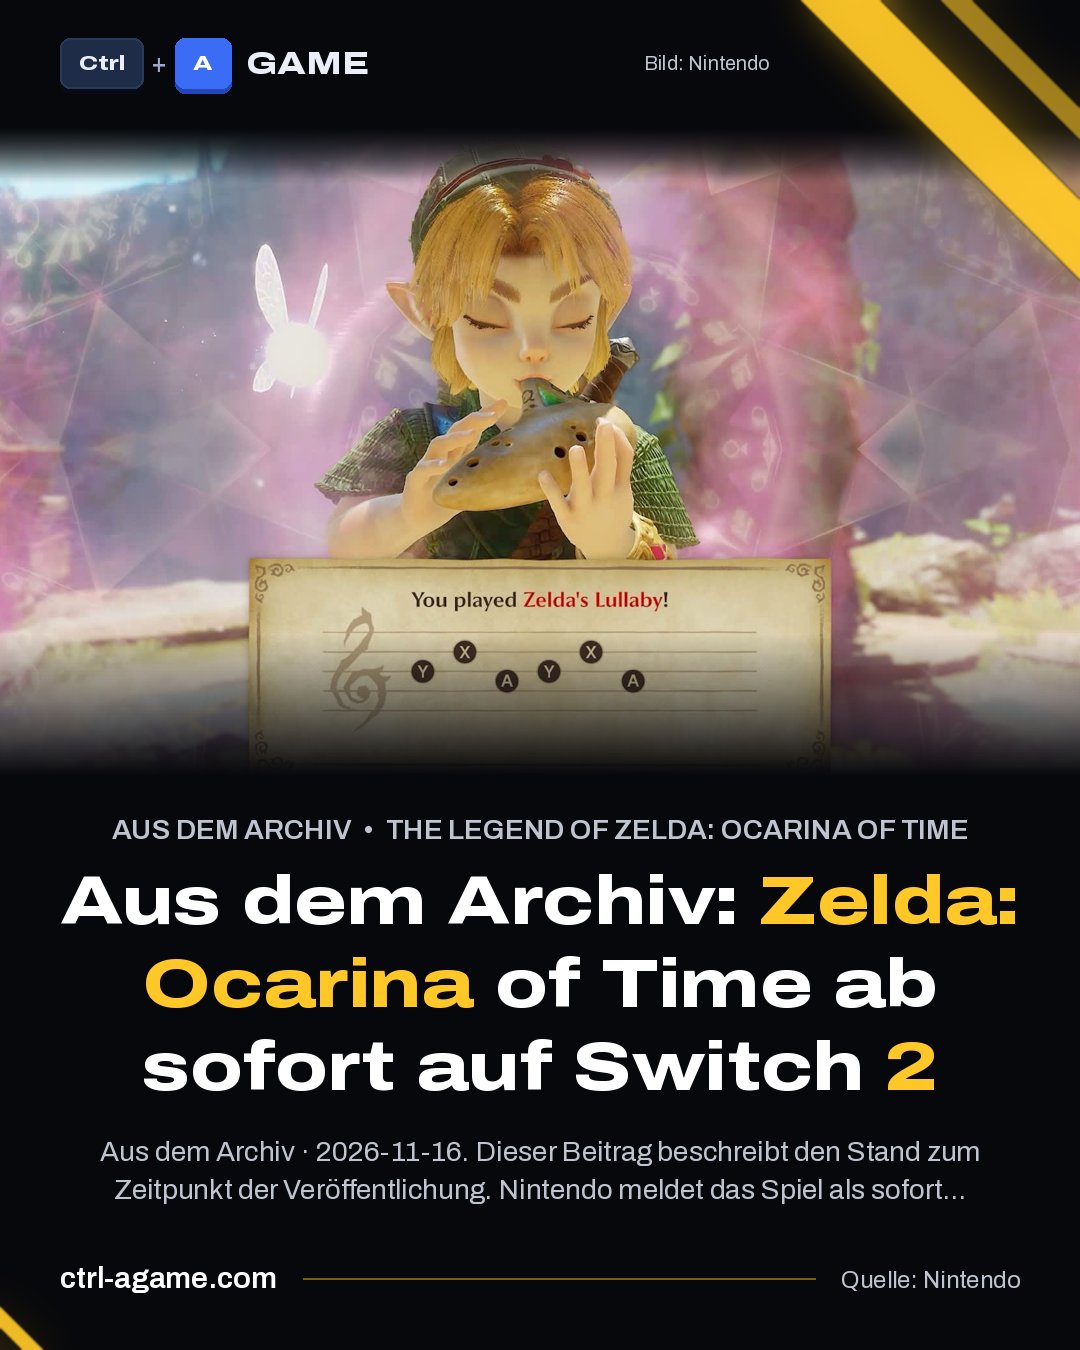 Ctrl + A GAME
Bild: Nintendo
You played Zelda's Lullaby!
Y X A Y X A
AUS DEM ARCHIV • THE LEGEND OF ZELDA: OCARINA OF TIME
Aus dem Archiv: Zelda:
Ocarina of Time ab
sofort auf Switch 2
Aus dem Archiv · 2026-11-16. Dieser Beitrag beschreibt den Stand zum
Zeitpunkt der Veröffentlichung. Nintendo meldet das Spiel als sofort...
ctrl-agame.com
Quelle: Nintendo